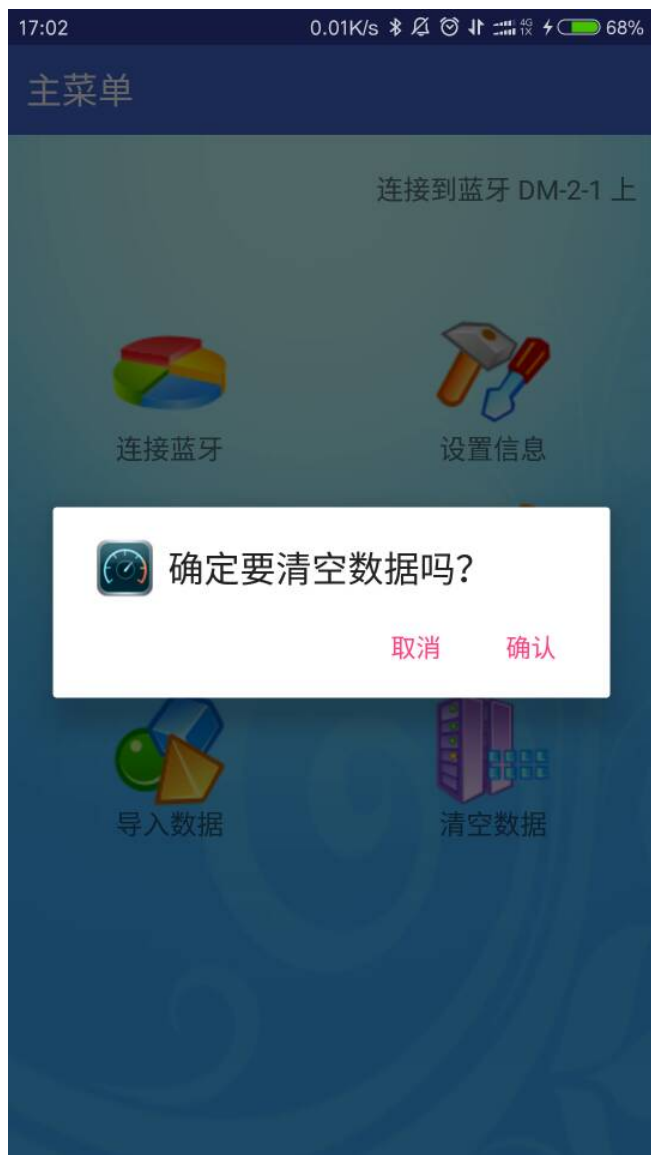 17:02 0.01K/s 4G 1X 68%
主菜单
连接到蓝牙 DM-2-1 上
连接蓝牙 设置信息
确定要清空数据吗?
取消 确认
导入数据 清空数据